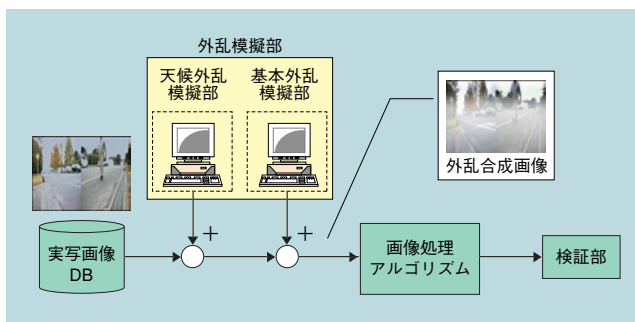 外乱模擬部
天候外乱
模擬部
基本外乱
模擬部
外乱合成画像
+
+
実写画像
DB
画像処理
アルゴリズム
検証部